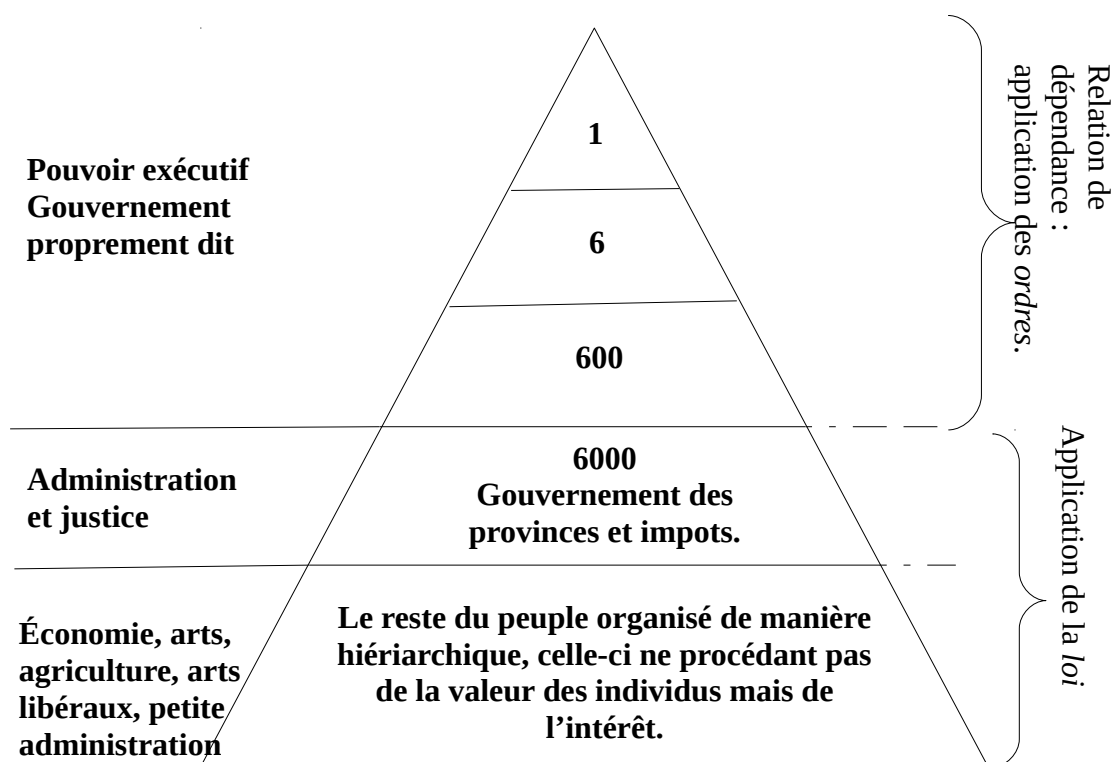 Pouvoir exécutif
Gouvernement
proprement dit
1
6
600
Relation de
dépendance :
application des ordres.
Administration
et justice
6000
Gouvernement des
provinces et impots.
Application de la loi
Économie, arts,
agriculture, arts
libéraux, petite
administration
Le reste du peuple organisé de manière
hiériarchique, celle-ci ne procédant pas
de la valeur des individus mais de
l’intérêt.